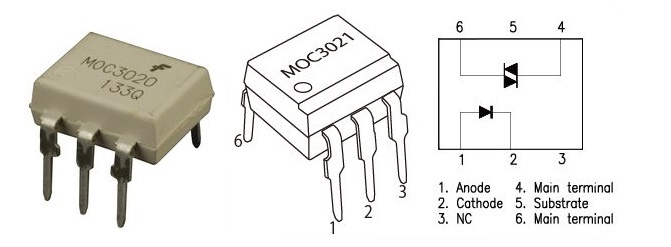 MOC3020
133Q
MOC3021
6
1
2
3
6 5 4
1 2 3
1. Anode 4. Main terminal
2. Cathode 5. Substrate
3. NC 6. Main terminal